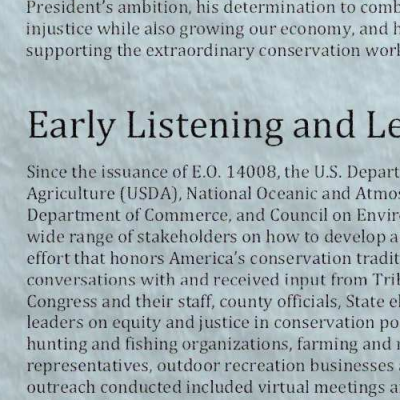 President's ambition, his determination to comb
injustice while also growing our economy, and h
supporting the extraordinary conservation work
Early Listening and Le
Since the issuance of E.O. 14008, the U.S. Depart
Agriculture (USDA), National Oceanic and Atmos
Department of Commerce, and Council on Enviro
wide range of stakeholders on how to develop a
effort that honors America's conservation tradit
conversations with and received input from Trib
Congress and their staff, county officials, State el
leaders on equity and justice in conservation po
hunting and fishing organizations, farming and r
representatives, outdoor recreation businesses a
outreach conducted included virtual meetings a